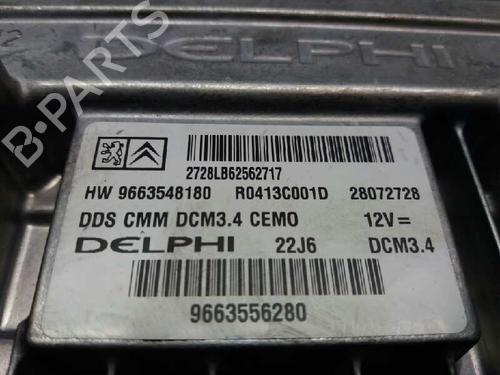 DELPHI
B-PARTS
2728LB62562717
HW 9663548180 R0413C001D 28072728
DDS CMM DCM3.4 CEMO 12V=
DELPHI 22J6 DCM3.4
9663556280